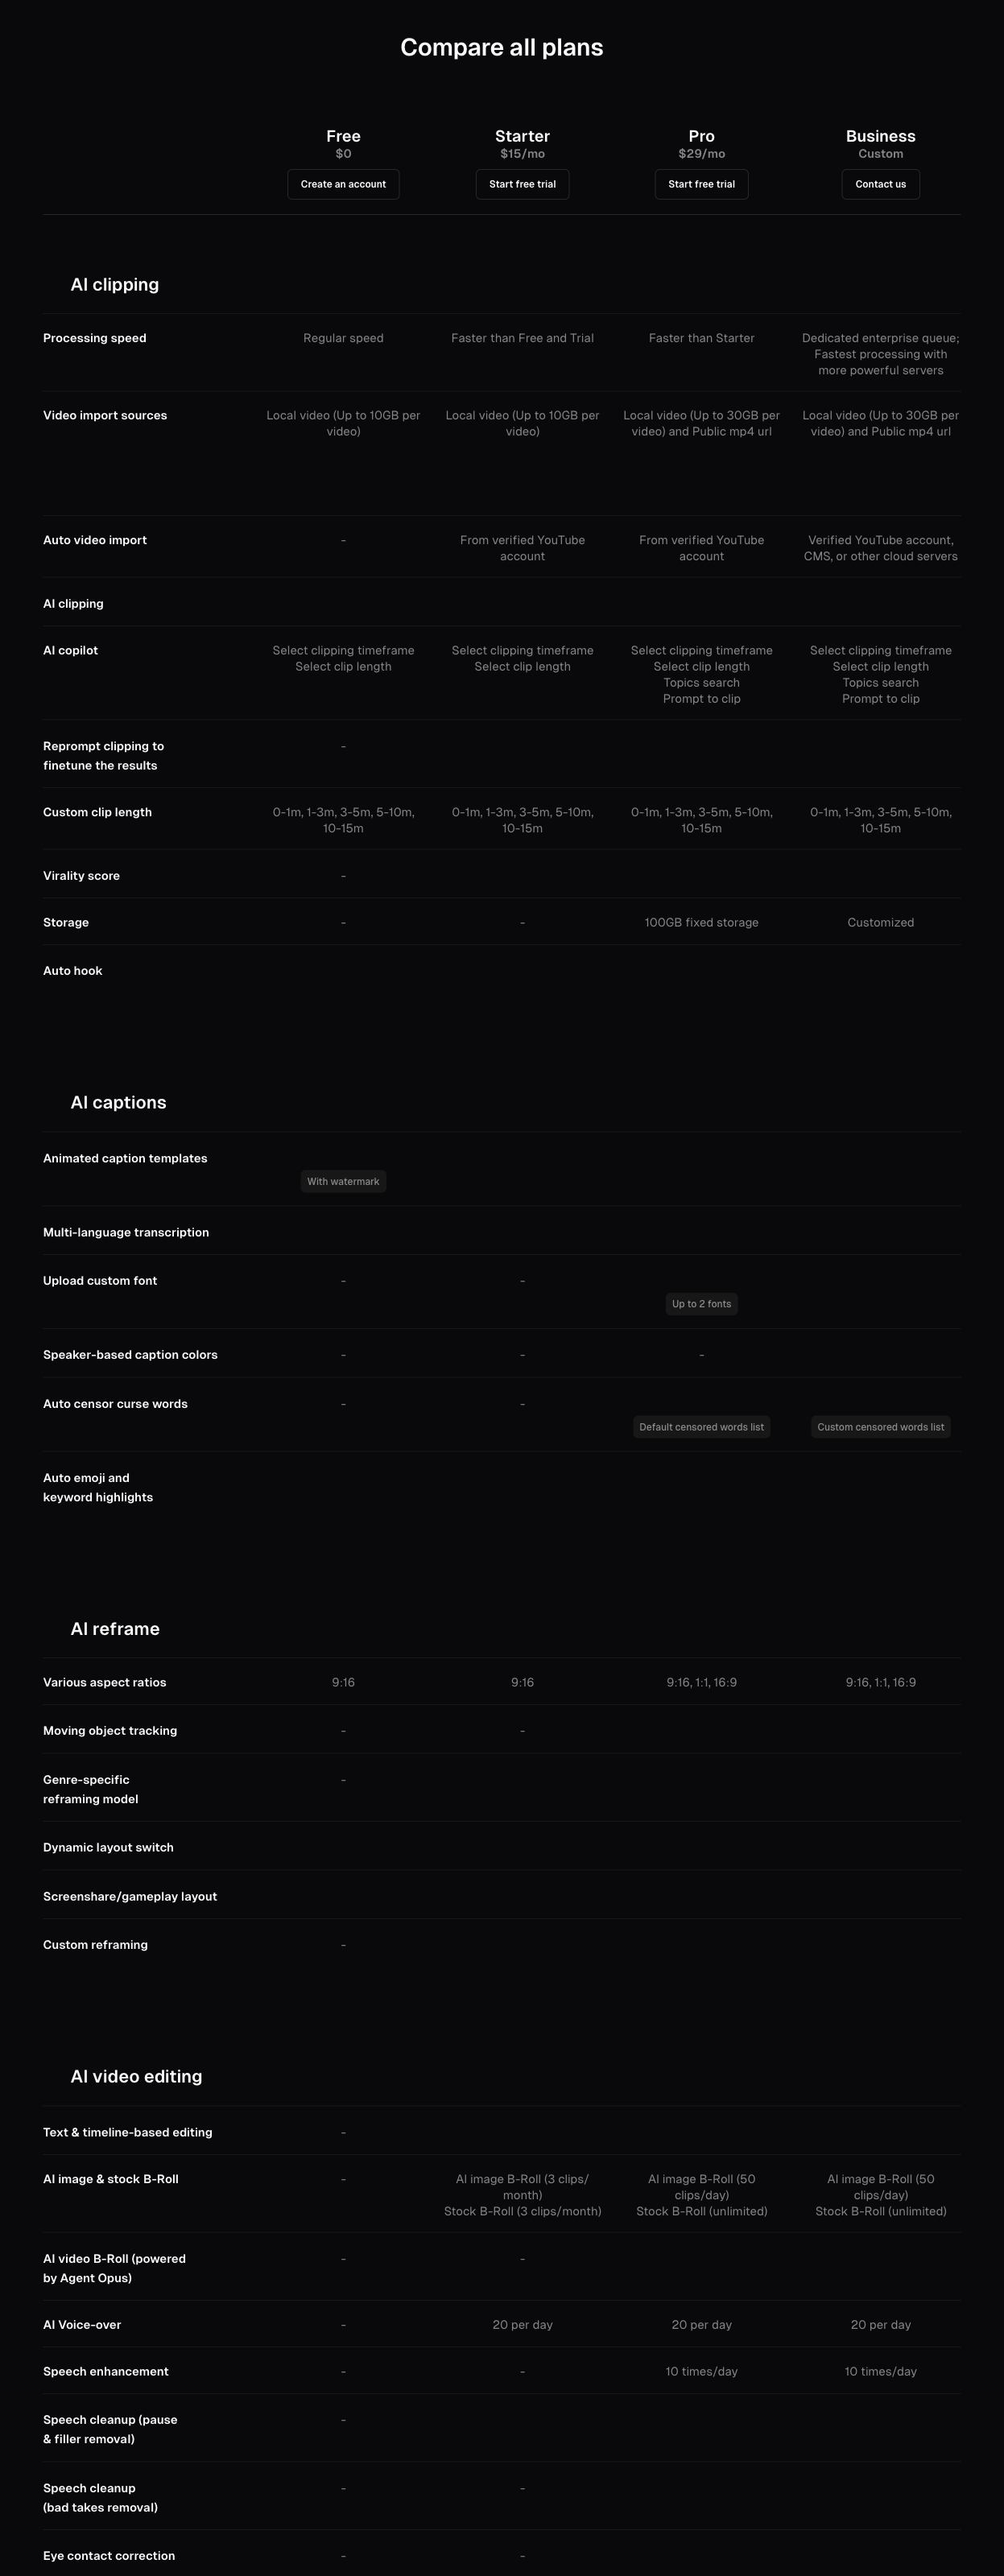 Compare all plans
Free
$0
Create an account
Starter
$15/mo
Start free trial
Pro
$29/mo
Start free trial
Business
Custom
Contact us
AI clipping
Processing speed
Regular speed
Faster than Free and Trial
Faster than Starter
Dedicated enterprise queue;
Fastest processing with
more powerful servers
Video import sources
Local video (Up to 10GB per
video)
Local video (Up to 10GB per
video)
Local video (Up to 30GB per
video) and Public mp4 url
Local video (Up to 30GB per
video) and Public mp4 url
Auto video import
-
From verified YouTube
account
From verified YouTube
account
Verified YouTube account,
CMS, or other cloud servers
AI clipping
AI copilot
Select clipping timeframe
Select clip length
Select clipping timeframe
Select clip length
Select clipping timeframe
Select clip length
Topics search
Prompt to clip
Select clipping timeframe
Select clip length
Topics search
Prompt to clip
Reprompt clipping to
finetune the results
-
Custom clip length
0-1m, 1-3m, 3-5m, 5-10m,
10-15m
0-1m, 1-3m, 3-5m, 5-10m,
10-15m
0-1m, 1-3m, 3-5m, 5-10m,
10-15m
0-1m, 1-3m, 3-5m, 5-10m,
10-15m
Virality score
-
Storage
-
-
100GB fixed storage
Customized
Auto hook
AI captions
Animated caption templates
With watermark
Multi-language transcription
Upload custom font
-
-
Up to 2 fonts
Speaker-based caption colors
-
-
-
Auto censor curse words
-
-
Default censored words list
Custom censored words list
Auto emoji and
keyword highlights
AI reframe
Various aspect ratios
9:16
9:16
9:16, 1:1, 16:9
9:16, 1:1, 16:9
Moving object tracking
-
-
Genre-specific
reframing model
-
Dynamic layout switch
Screenshare/gameplay layout
Custom reframing
-
AI video editing
Text & timeline-based editing
-
AI image & stock B-Roll
-
AI image B-Roll (3 clips/
month)
Stock B-Roll (3 clips/month)
AI image B-Roll (50
clips/day)
Stock B-Roll (unlimited)
AI image B-Roll (50
clips/day)
Stock B-Roll (unlimited)
AI video B-Roll (powered
by Agent Opus)
-
-
AI Voice-over
-
20 per day
20 per day
20 per day
Speech enhancement
-
-
10 times/day
10 times/day
Speech cleanup (pause
& filler removal)
-
Speech cleanup
(bad takes removal)
-
-
Eye contact correction
-
-